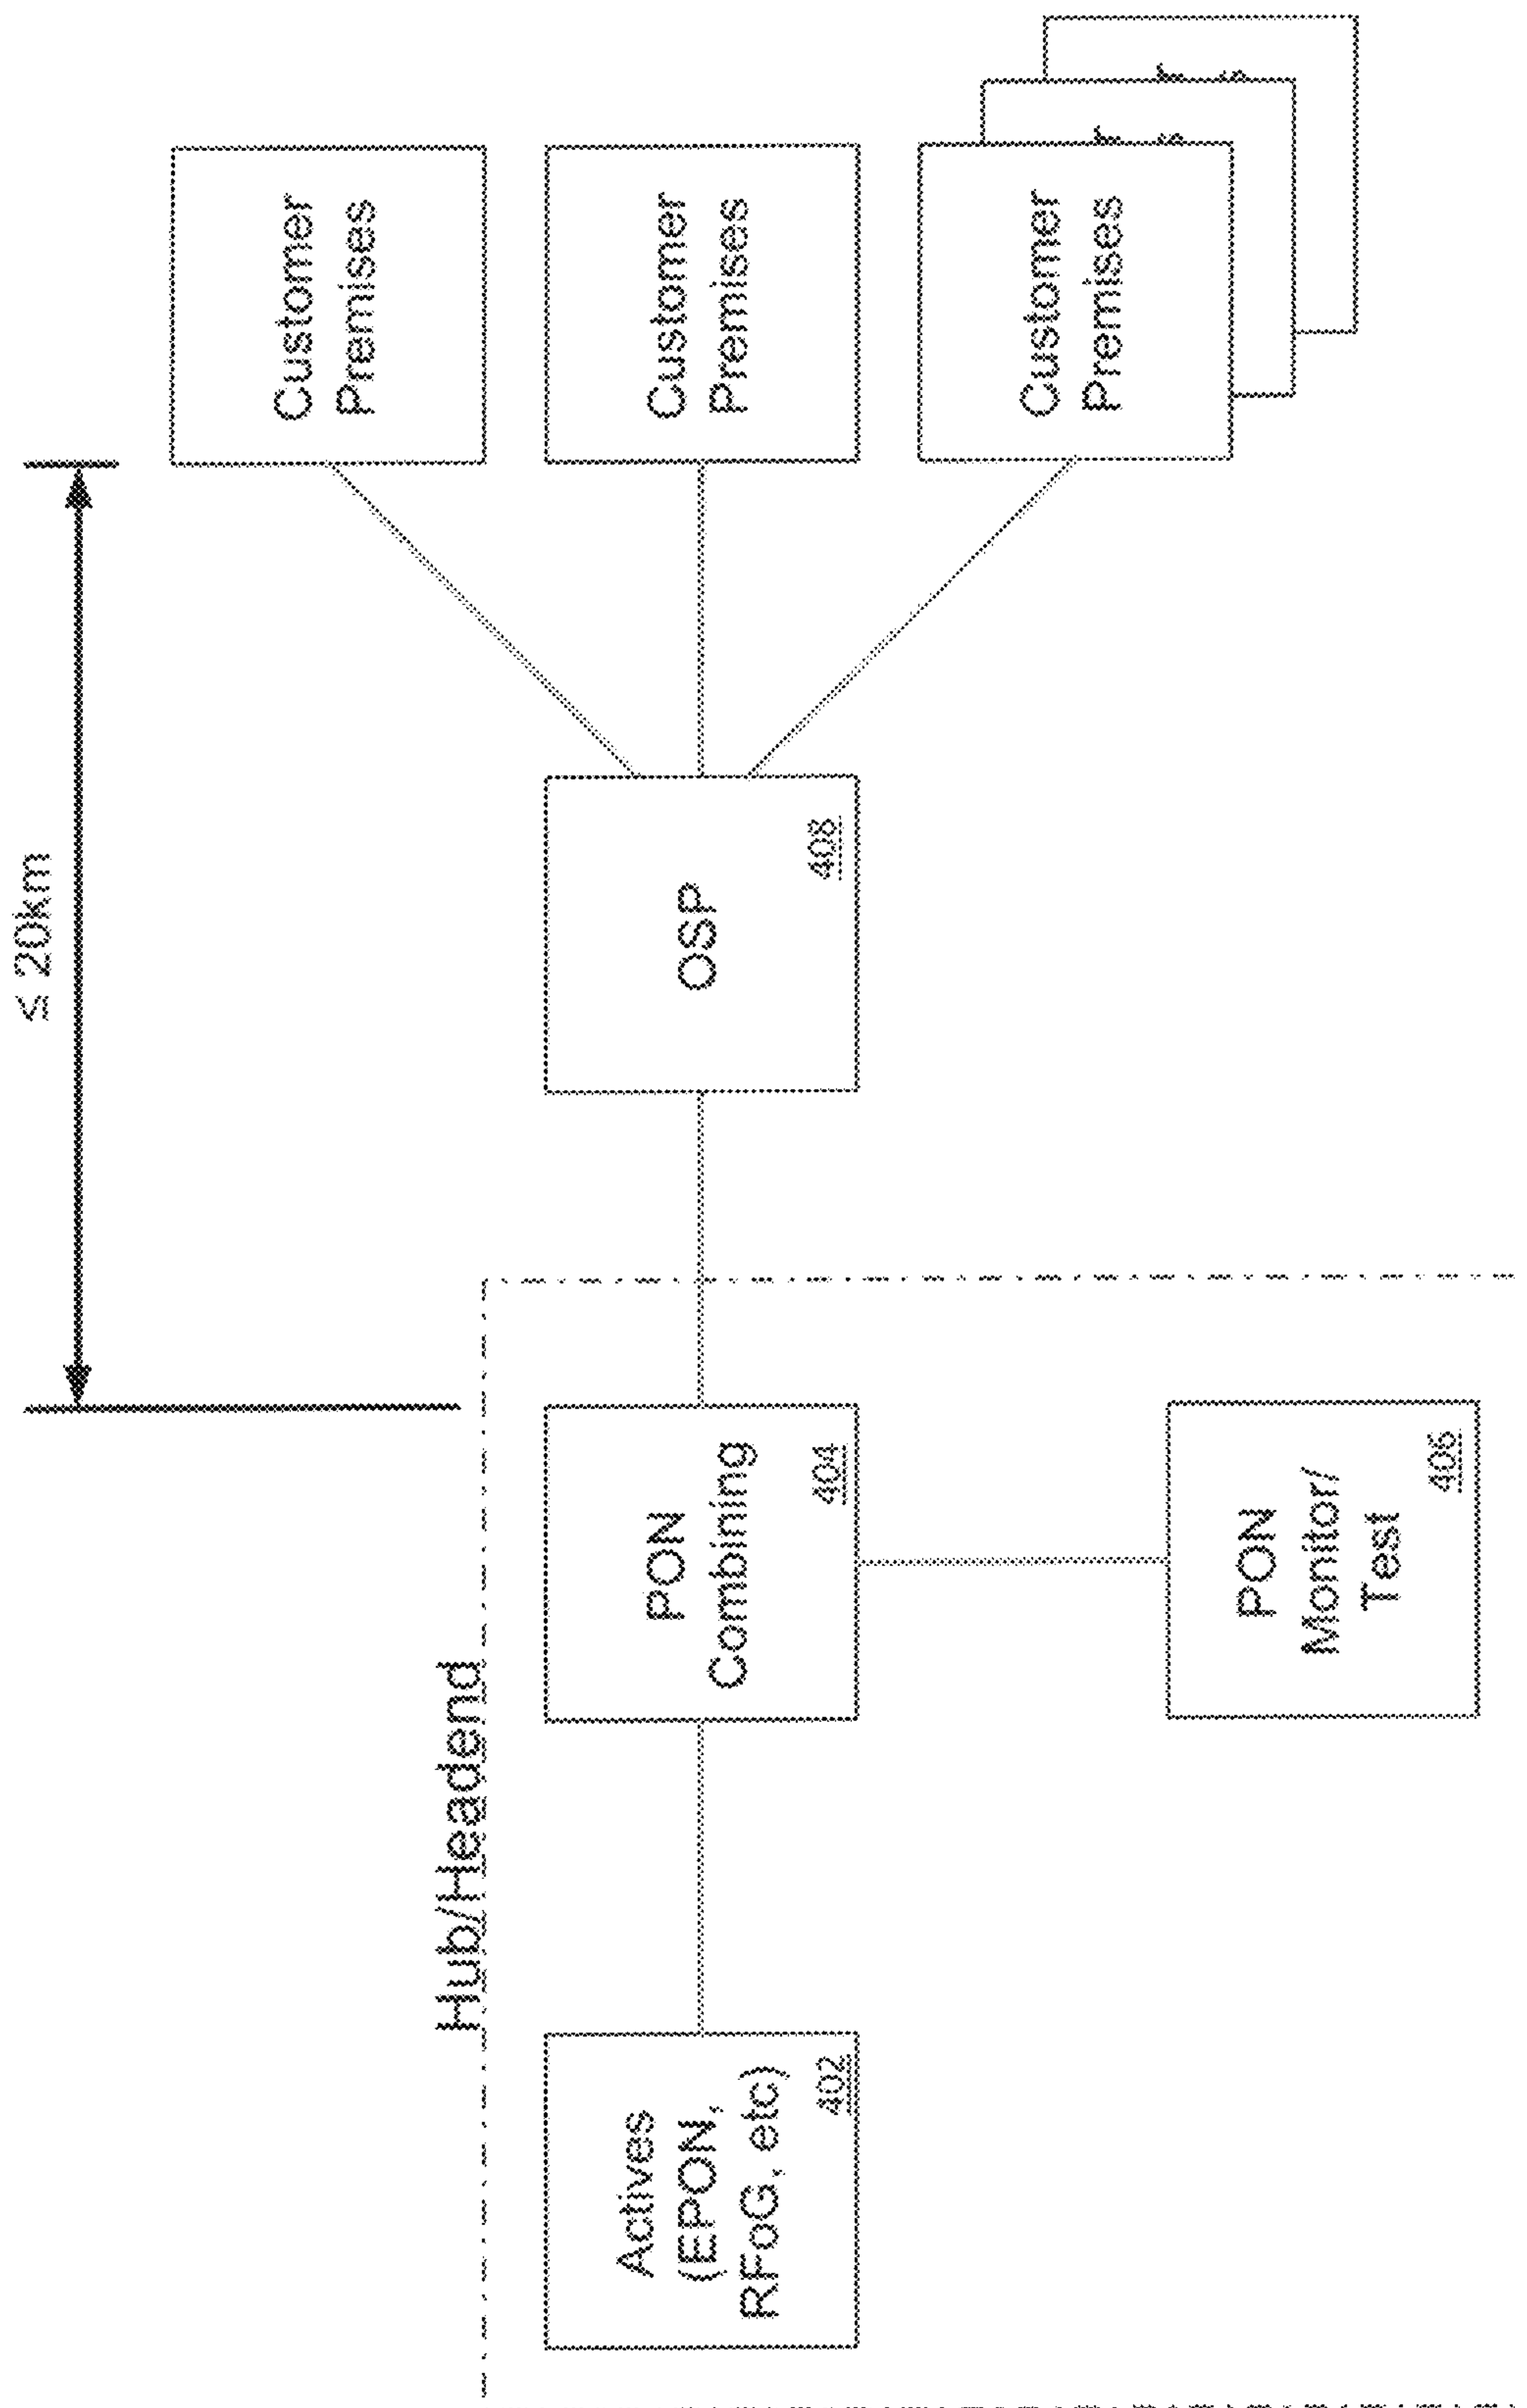 ≤ 20km
Customer
Premises
Hub/Headend
Actives
(EPON,
RFoG, etc)
402
PON
Combining
404
OSP
408
Customer
Premises
Customer
Premises
PON
Monitor/
Test
406